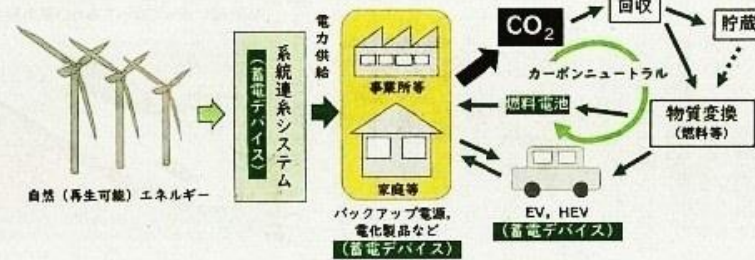 自然（再生可能）エネルギー
系統連系システム
（蓄電デバイス）
電力供給
事業所等
家庭等
バックアップ電源,
電化製品など
（蓄電デバイス）
CO₂
回収
貯蔵
カーボンニュートラル
燃料電池
物質変換
（燃料等）
EV, HEV
（蓄電デバイス）